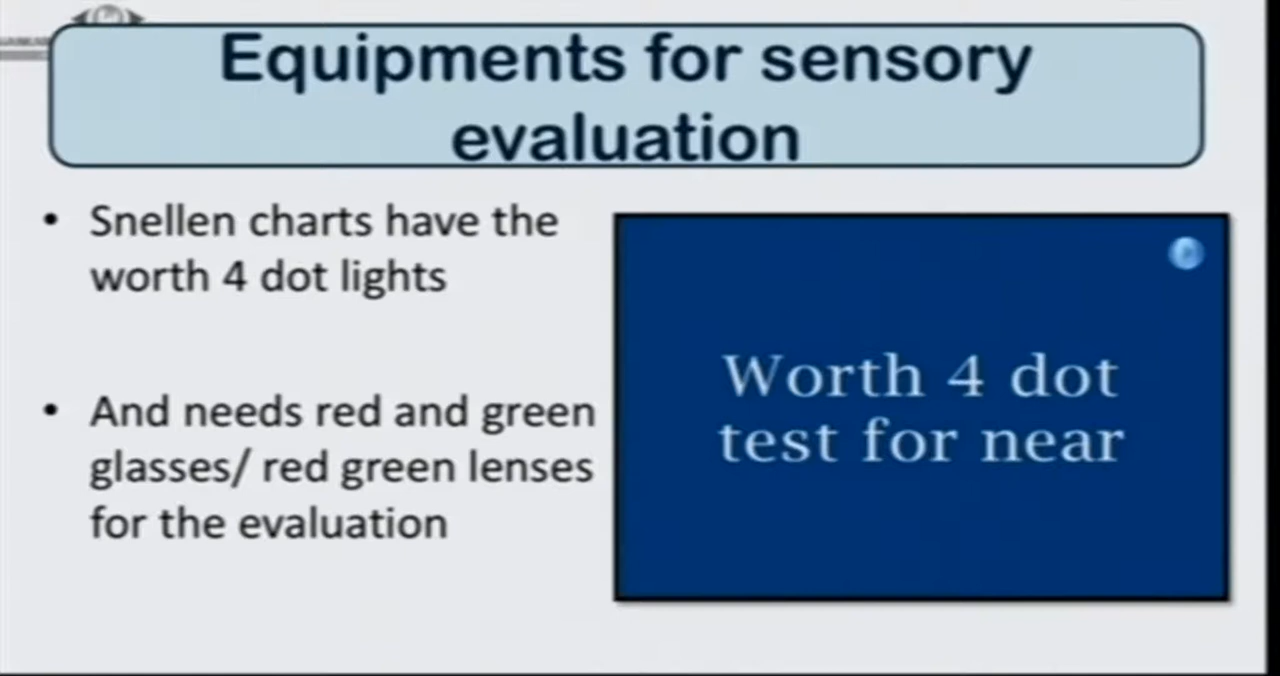 Equipments for sensory
evaluation
• Snellen charts have the
worth 4 dot lights
• And needs red and green
glasses/ red green lenses
for the evaluation
Worth 4 dot
test for near